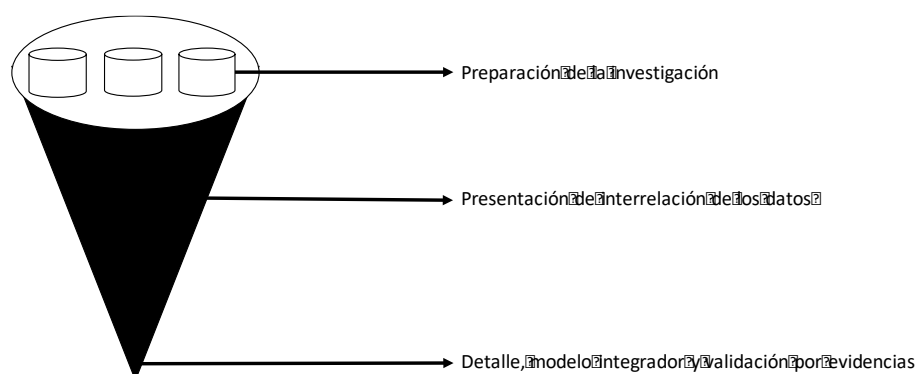 Preparación de la investigación
Presentación de interrelación de los datos
Detalle, modelo integrador y validación por evidencias